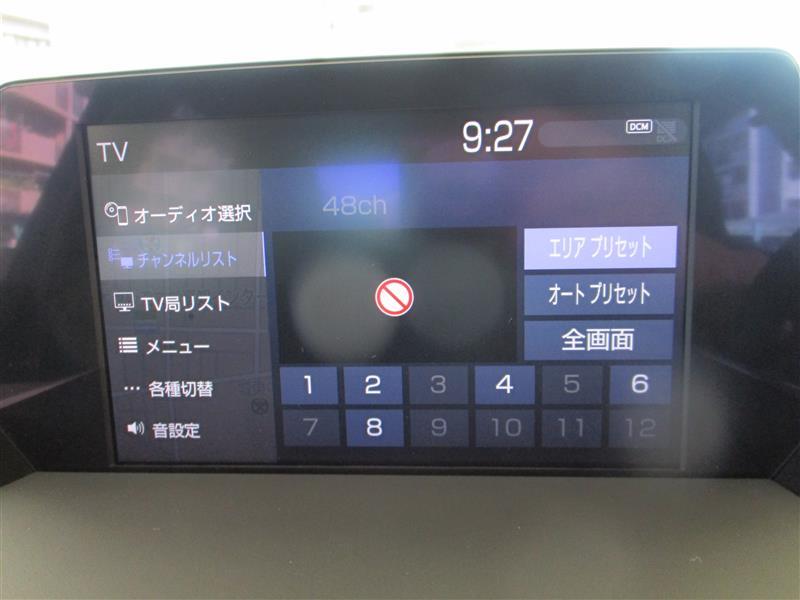 TV
9:27
DCM
オーディオ選択
48ch
チャンネルリスト
エリア プリセット
TV局リスト
オート プリセット
メニュー
全画面
各種切替
1 2 3 4 5 6
音設定
7 8 9 10 11 12